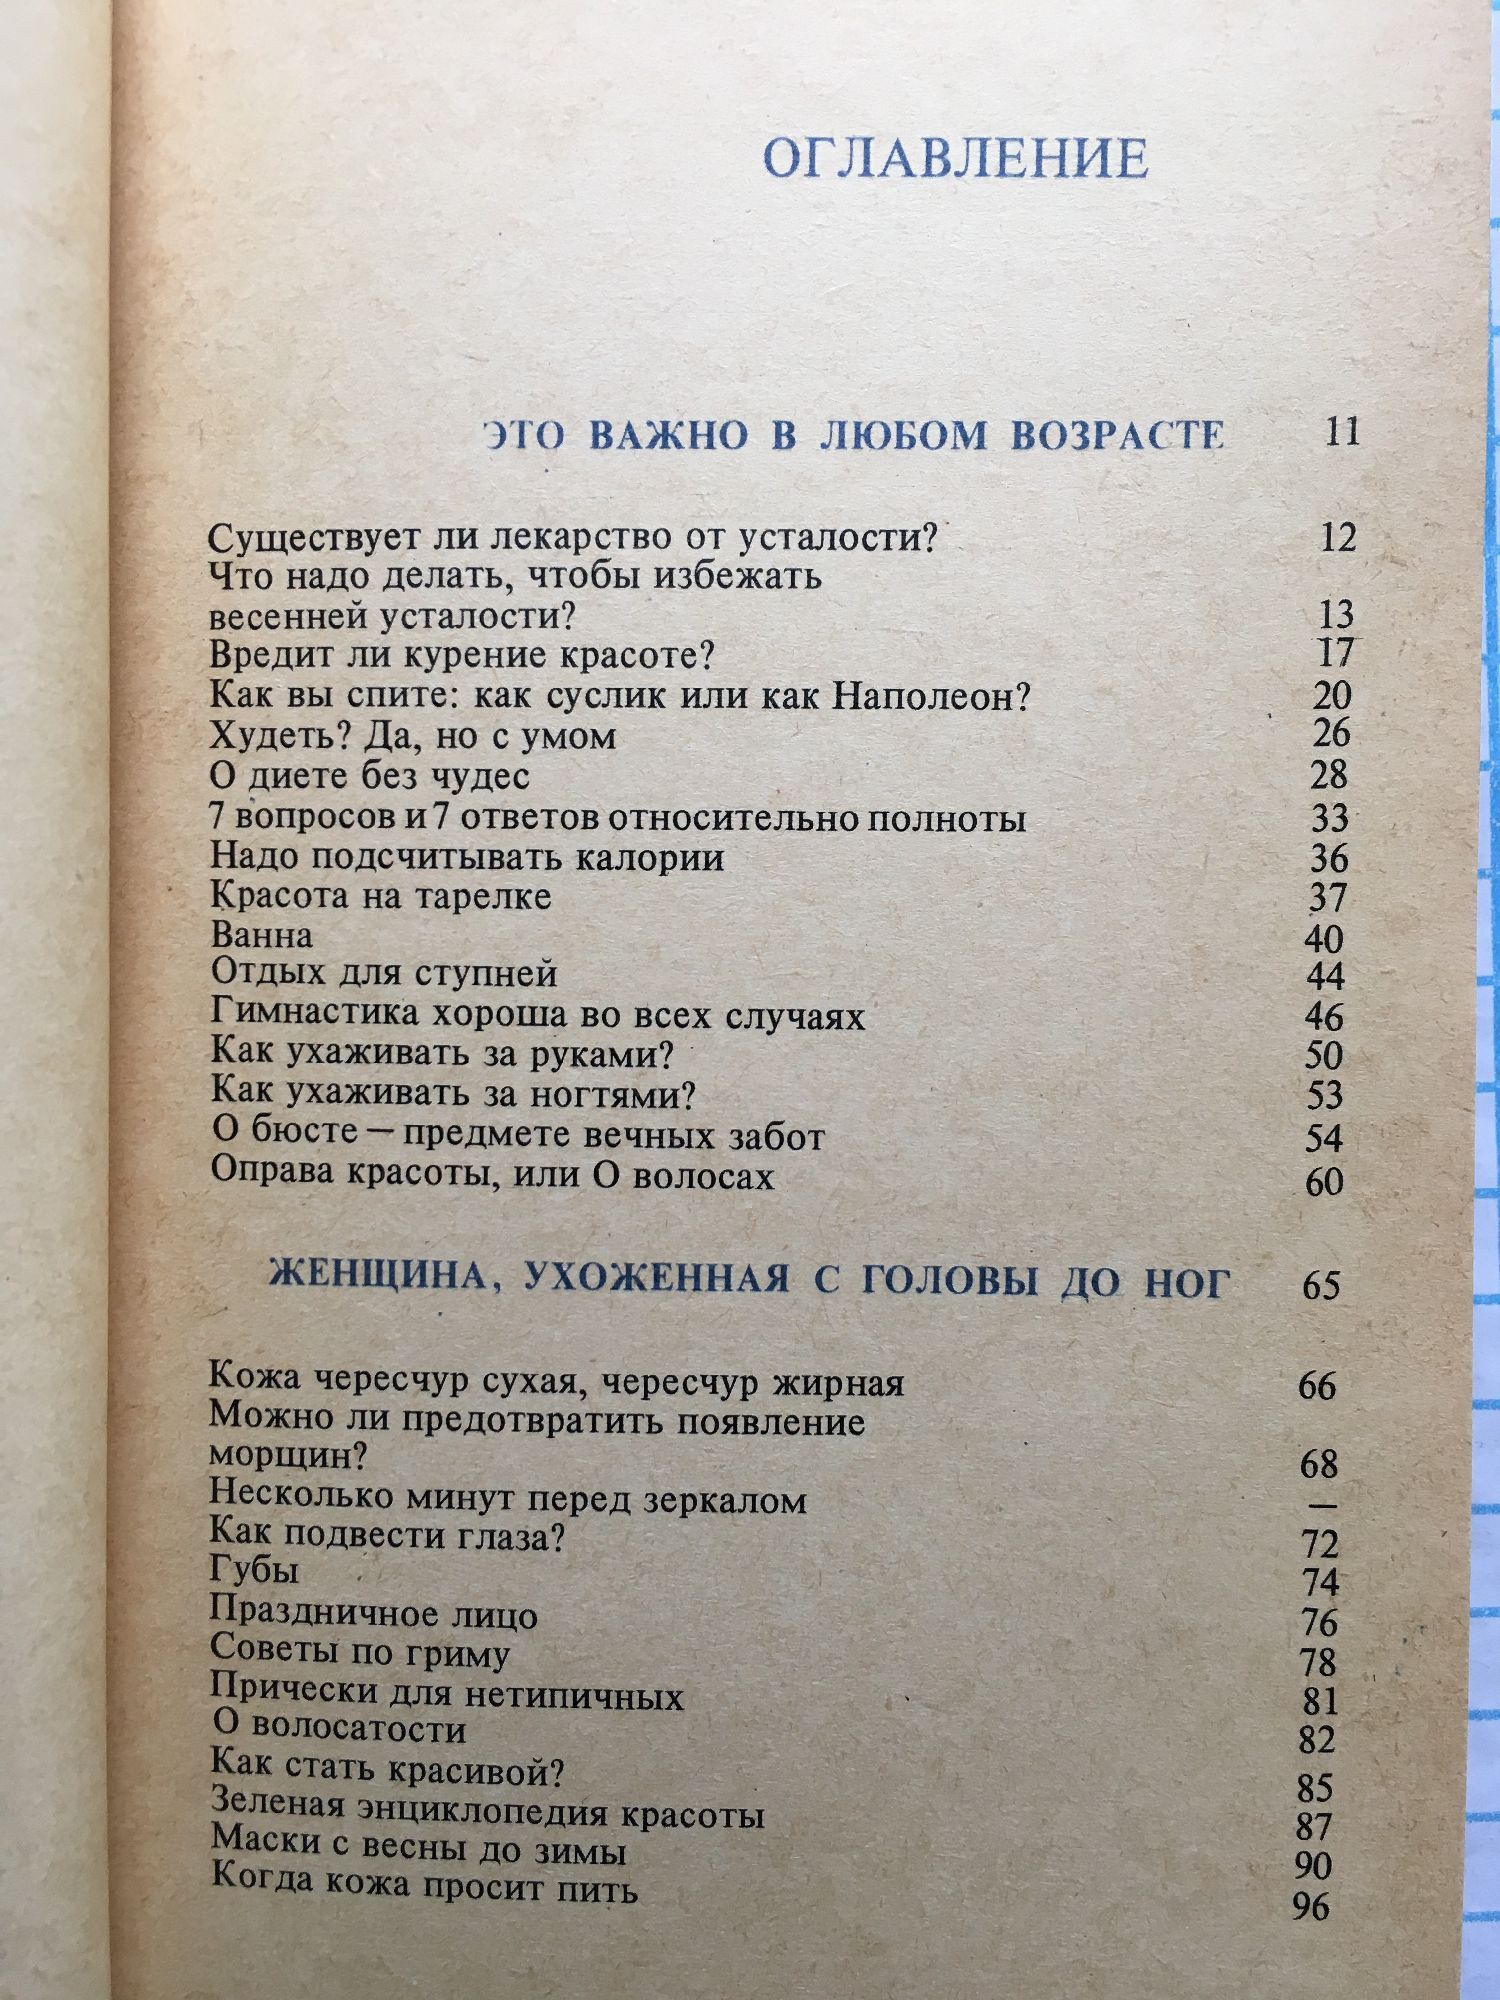 ОГЛАВЛЕНИЕ
ЭТО ВАЖНО В ЛЮБОМ ВОЗРАСТЕ 11
Существует ли лекарство от усталости? 12
Что надо делать, чтобы избежать
весенней усталости? 13
Вредит ли курение красоте? 17
Как вы спите: как суслик или как Наполеон? 20
Худеть? Да, но с умом 26
О диете без чудес 28
7 вопросов и 7 ответов относительно полноты 33
Надо подсчитывать калории 36
Красота на тарелке 37
Ванна 40
Отдых для ступней 44
Гимнастика хороша во всех случаях 46
Как ухаживать за руками? 50
Как ухаживать за ногтями? 53
О бюсте — предмете вечных забот 54
Оправа красоты, или О волосах 60
ЖЕНЩИНА, УХОЖЕННАЯ С ГОЛОВЫ ДО НОГ 65
Кожа чересчур сухая, чересчур жирная 66
Можно ли предотвратить появление
морщин? 68
Несколько минут перед зеркалом —
Как подвести глаза? 72
Губы 74
Праздничное лицо 76
Советы по гриму 78
Прически для нетипичных 81
О волосатости 82
Как стать красивой? 85
Зеленая энциклопедия красоты 87
Маски с весны до зимы 90
Когда кожа просит пить 96